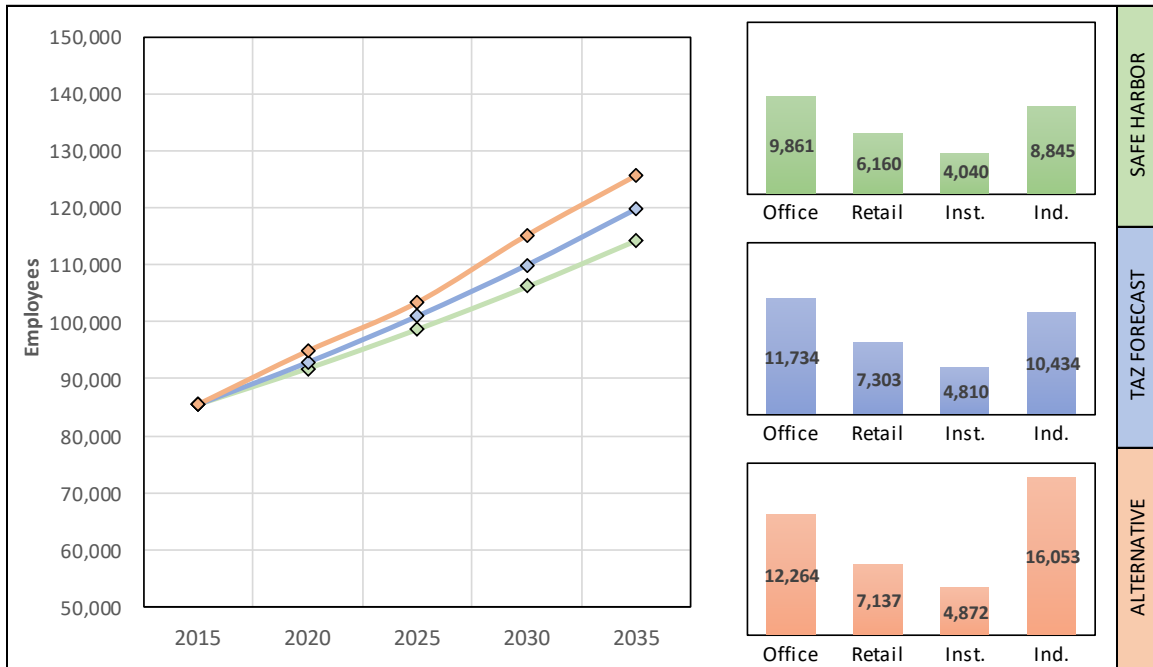 150,000
140,000
130,000
120,000
110,000
100,000
90,000
80,000
70,000
60,000
50,000
Employees
2015 2020 2025 2030 2035
9,861 6,160 4,040 8,845
Office Retail Inst. Ind.
SAFE HARBOR
11,734 7,303 4,810 10,434
Office Retail Inst. Ind.
TAZ FORECAST
12,264 7,137 4,872 16,053
Office Retail Inst. Ind.
ALTERNATIVE